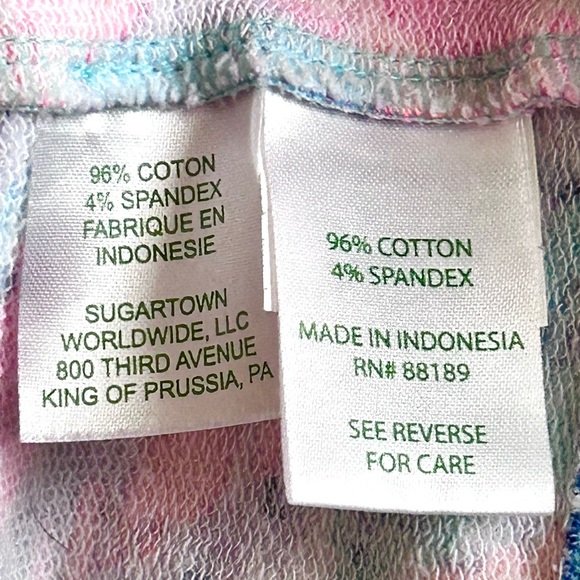 96% COTON
4% SPANDEX
FABRIQUE EN
INDONESIE
SUGARTOWN
WORLDWIDE, LLC
800 THIRD AVENUE
KING OF PRUSSIA, PA
96% COTTON
4% SPANDEX
MADE IN INDONESIA
RN# 88189
SEE REVERSE
FOR CARE